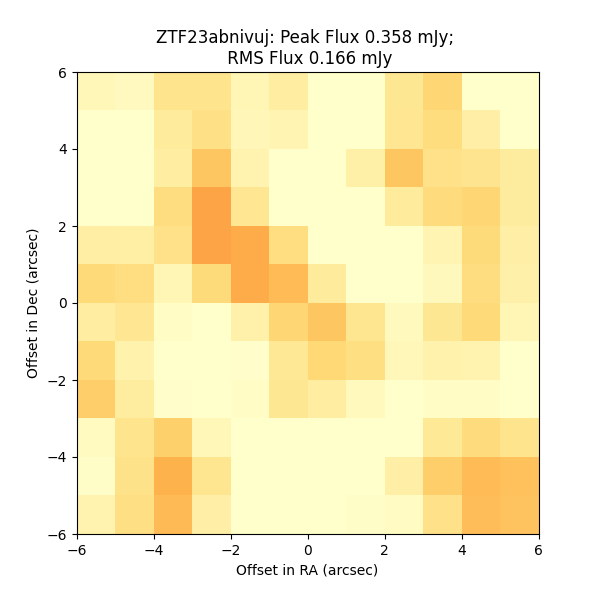 ZTF23abnivuj: Peak Flux 0.358 mJy;
RMS Flux 0.166 mJy
6
4
2
0
−2
−4
−6
Offset in Dec (arcsec)
−6 −4 −2 0 2 4 6
Offset in RA (arcsec)